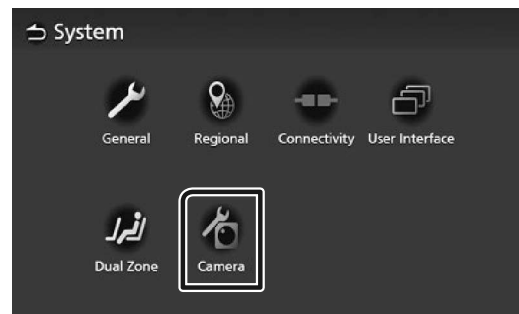 System
General Regional Connectivity User Interface
Dual Zone Camera